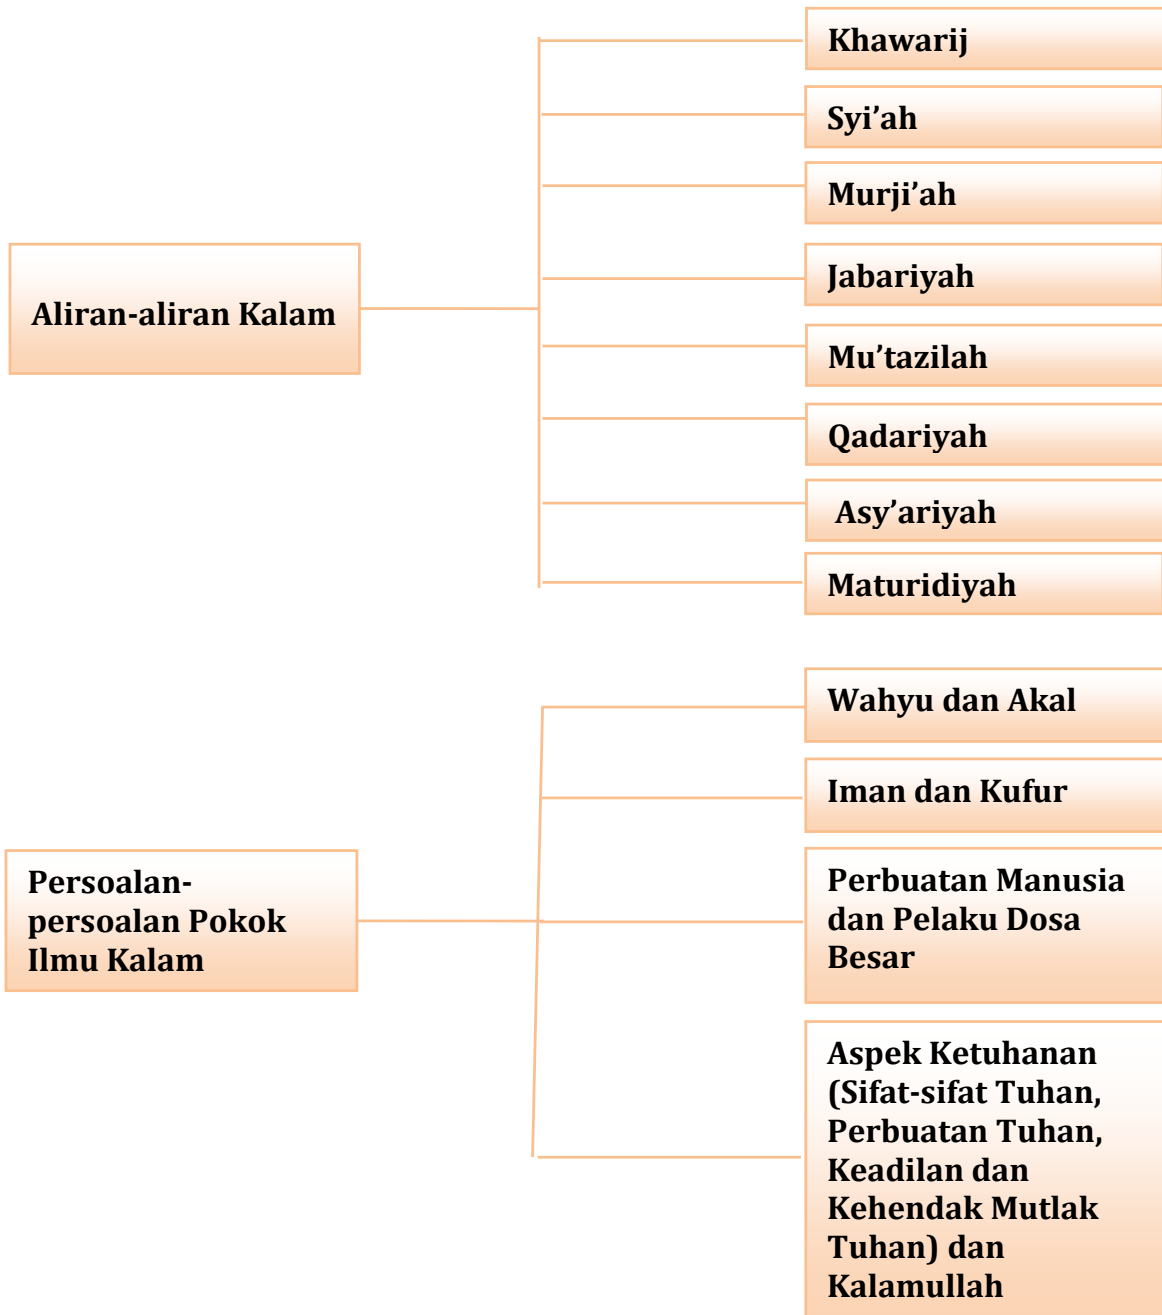 Khawarij
Syi’ah
Murji’ah
Aliran-aliran Kalam
Jabariyah
Mu’tazilah
Qadariyah
Asy’ariyah
Maturidiyah
Wahyu dan Akal
Iman dan Kufur
Persoalan-
persoalan Pokok
Ilmu Kalam
Perbuatan Manusia
dan Pelaku Dosa
Besar
Aspek Ketuhanan
(Sifat-sifat Tuhan,
Perbuatan Tuhan,
Keadilan dan
Kehendak Mutlak
Tuhan) dan
Kalamullah